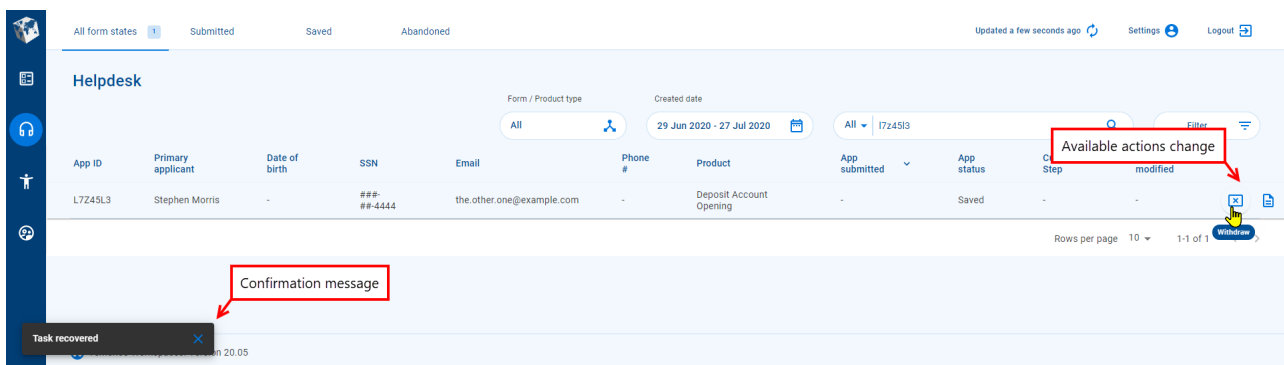 All form states 1 Submitted Saved Abandoned Updated a few seconds ago Settings Logout
Helpdesk
Form / Product type Created date
All 29 Jun 2020 - 27 Jul 2020 All l7z45l3 Filter
Available actions change
App ID Primary applicant Date of birth SSN Email Phone # Product App submitted App status Step modified
L7Z45L3 Stephen Morris - ###-##-4444 the.other.one@example.com - Deposit Account Opening - Saved - -
Withdraw
Rows per page 10 1-1 of 1
Confirmation message
Task recovered
20.05